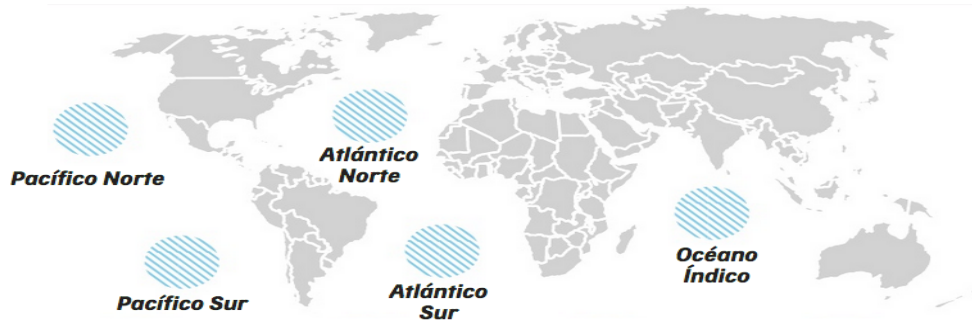 Pacífico Norte
Atlántico
Norte
Pacífico Sur
Atlántico
Sur
Océano
Índico